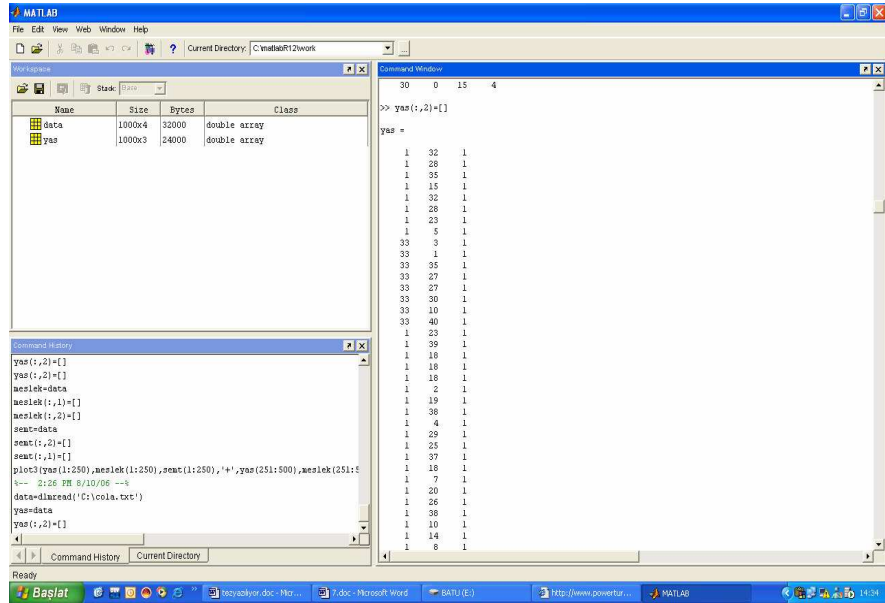 MATLAB
File Edit View Web Window Help
Current Directory: C:\matlabR12\work
Workspace
Stack: Base
Name Size Bytes Class
data 1000x4 32000 double array
yas 1000x3 24000 double array
Command History
yas(:,2)=[]
yas(:,2)=[]
meslek=data
meslek(:,1)=[]
meslek(:,2)=[]
semt=data
semt(:,2)=[]
semt(:,1)=[]
plot3(yas(1:250),meslek(1:250),semt(1:250),'+',yas(251:500),meslek(251:5
%-- 2:26 PM 8/10/06 --%
data=dlmread('C:\cola.txt')
yas=data
yas(:,2)=[]
Command History Current Directory
Ready
Command Window
30 0 15 4
>> yas(:,2)=[]
yas =
1 32 1
1 28 1
1 35 1
1 15 1
1 32 1
1 28 1
1 23 1
1 5 1
33 3 1
33 1 1
33 35 1
33 27 1
33 27 1
33 30 1
33 10 1
33 40 1
1 23 1
1 39 1
1 18 1
1 18 1
1 18 1
1 2 1
1 19 1
1 38 1
1 4 1
1 29 1
1 25 1
1 37 1
1 18 1
1 7 1
1 20 1
1 26 1
1 38 1
1 10 1
1 14 1
1 8 1
Başlat
tezyazılıyor.doc - Micr...
7.doc - Microsoft Word
BATU (E:)
http://www.powertur...
MATLAB
14:34